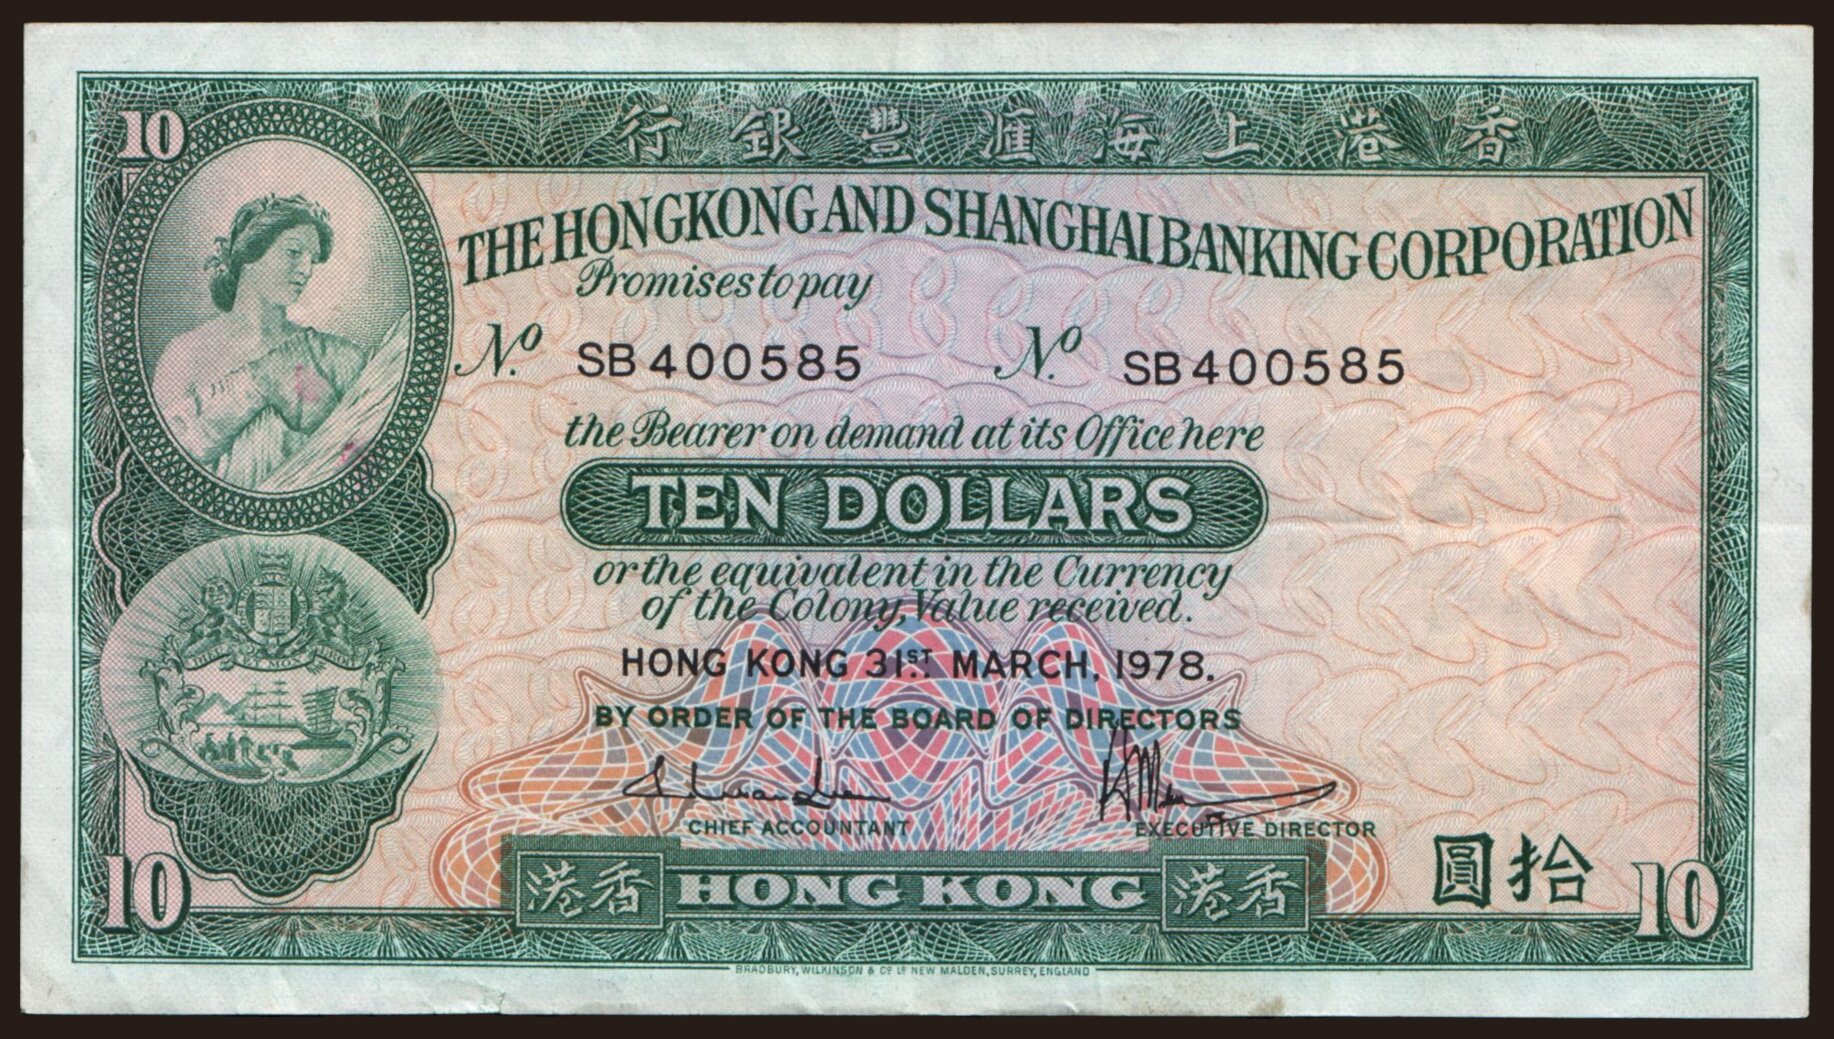 行銀豐滙海上港香
10
THE HONGKONG AND SHANGHAI BANKING CORPORATION
Promises to pay
Nº. SB400585 Nº. SB400585
the Bearer on demand at its Office here
TEN DOLLARS
or the equivalent in the Currency
of the Colony, Value received.
HONG KONG 31ST MARCH, 1978.
BY ORDER OF THE BOARD OF DIRECTORS
CHIEF ACCOUNTANT EXECUTIVE DIRECTOR
圓拾
10 港香 HONG KONG 港香 10
BRADBURY, WILKINSON & Cº Lº NEW MALDEN, SURREY, ENGLAND